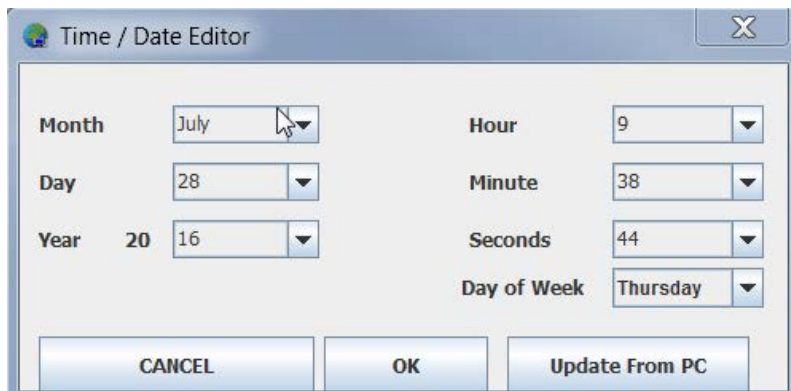 Time / Date Editor
Month July Hour 9
Day 28 Minute 38
Year 20 16 Seconds 44
Day of Week Thursday
CANCEL OK Update From PC